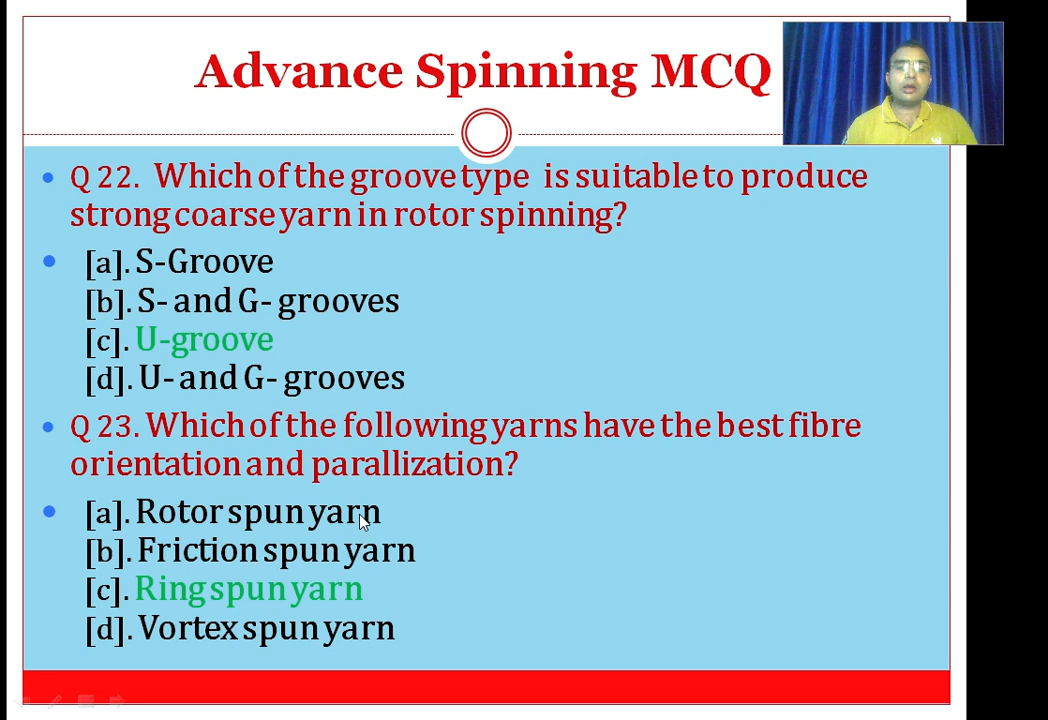 Advance Spinning MCQ
Q 22. Which of the groove type is suitable to produce
strong coarse yarn in rotor spinning?
[a]. S-Groove
[b]. S- and G- grooves
[c]. U-groove
[d]. U- and G- grooves
Q 23. Which of the following yarns have the best fibre
orientation and parallization?
[a]. Rotor spun yarn
[b]. Friction spun yarn
[c]. Ring spun yarn
[d]. Vortex spun yarn